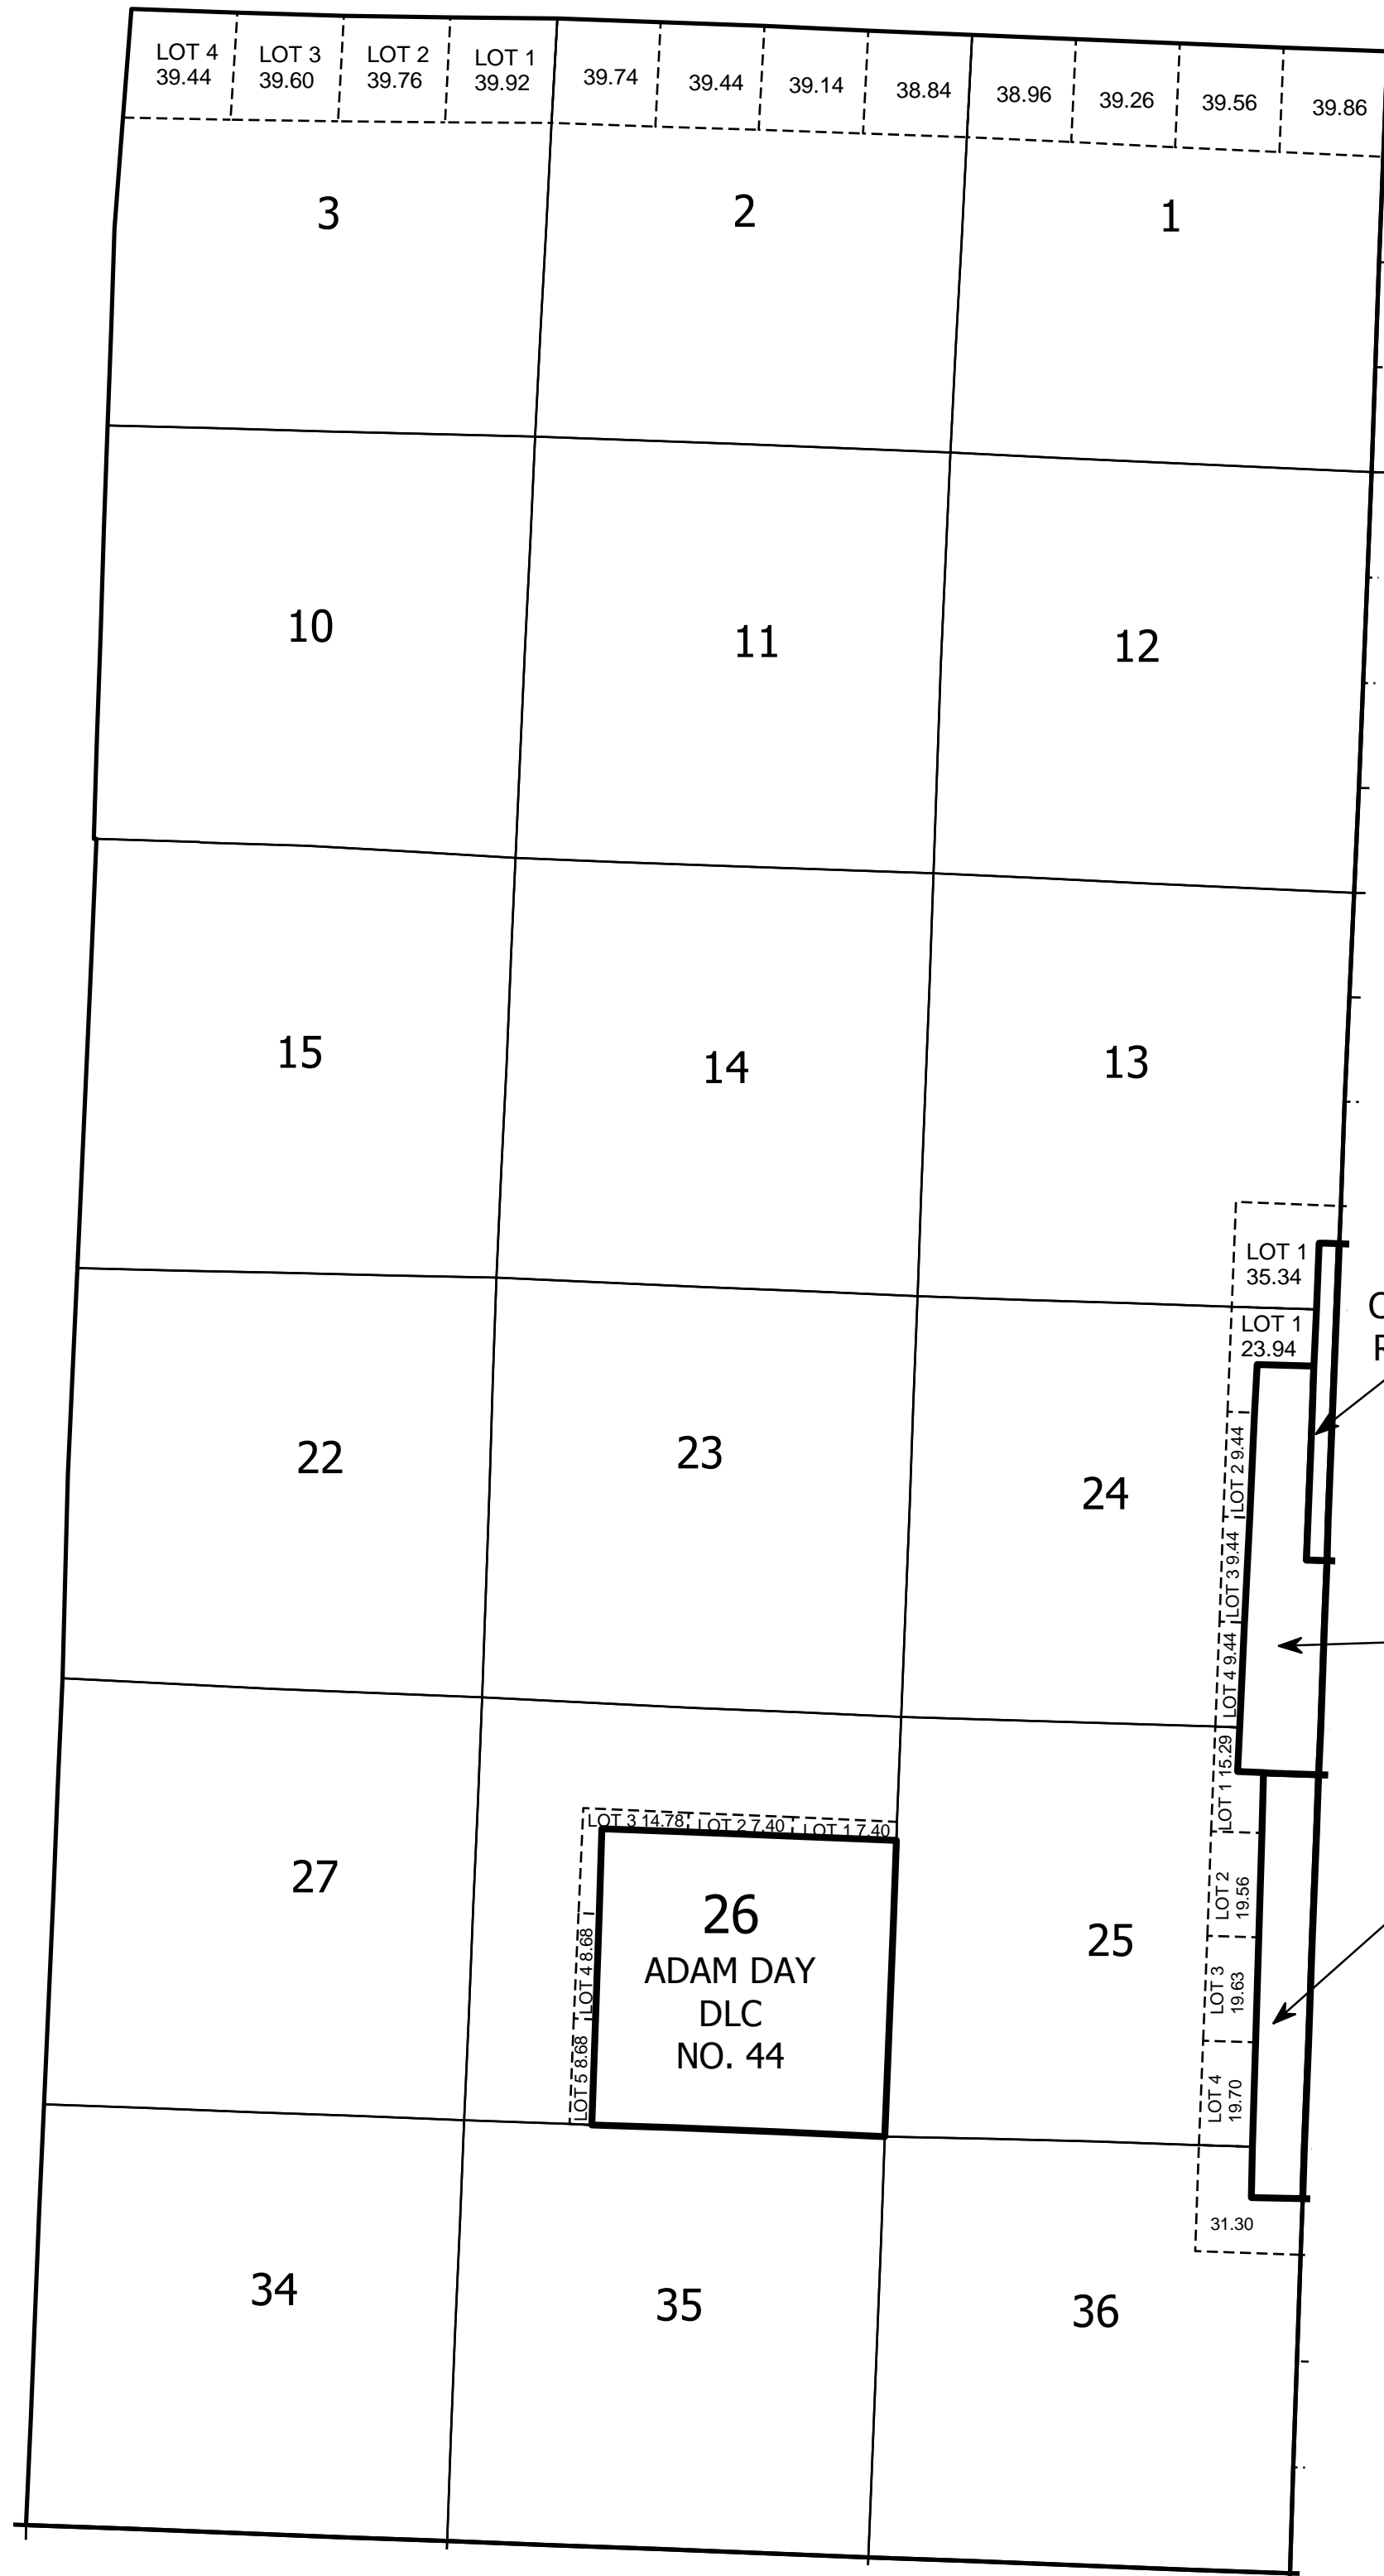 LOT 4
39.44
LOT 3
39.60
LOT 2
39.76
LOT 1
39.92
39.74
39.44
39.14
38.84
38.96
39.26
39.56
39.86
3
2
1
10
11
12
15
14
13
LOT 1
35.34
LOT 1
23.94
22
23
24
LOT 2 9.44
LOT 3 9.44
LOT 4 9.44
LOT 1 15.29
LOT 3 14.78
LOT 2 7.40
LOT 1 7.40
27
26
ADAM DAY
DLC
NO. 44
LOT 4 8.68
LOT 5 8.68
25
LOT 2
19.56
LOT 3
19.63
LOT 4
19.70
31.30
34
35
36